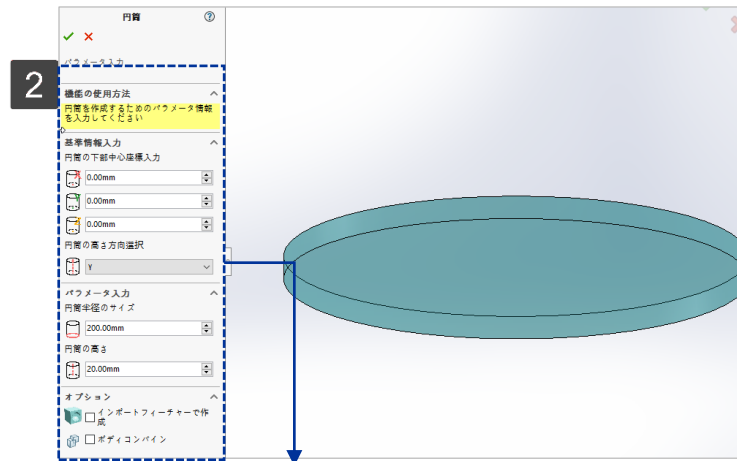 円筒
パラメータ入力
2
機能の使用方法
円筒を作成するためのパラメータ情報
を入力してください
基準情報入力
円筒の下部中心座標入力
0.00mm
0.00mm
0.00mm
円筒の高さ方向選択
Y
パラメータ入力
円筒半径のサイズ
200.00mm
円筒の高さ
20.00mm
オプション
インポートフィーチャーで作
成
ボディコンバイン